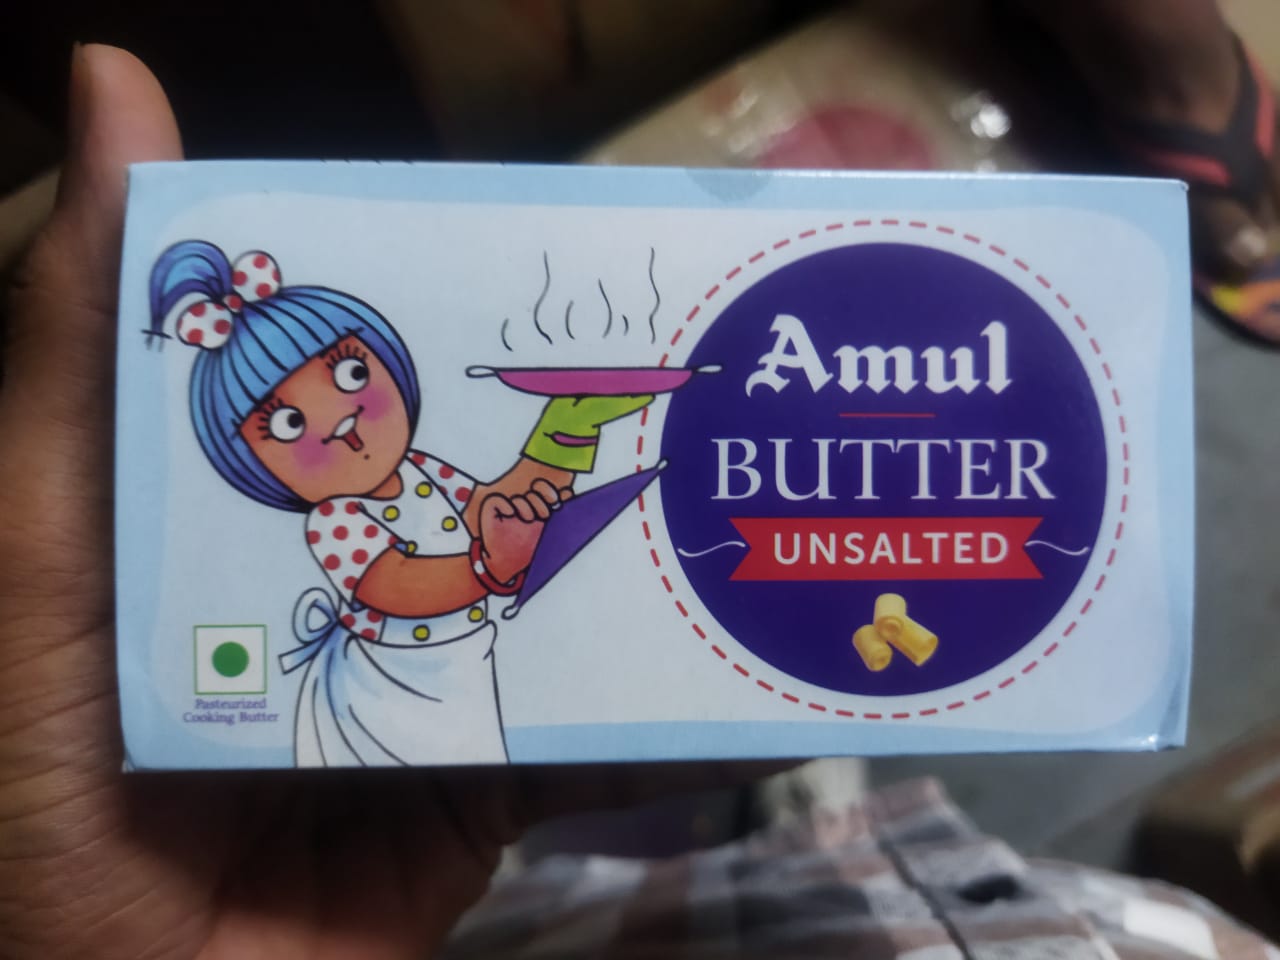 Amul
BUTTER
UNSALTED
Pasteurized
Cooking Butter